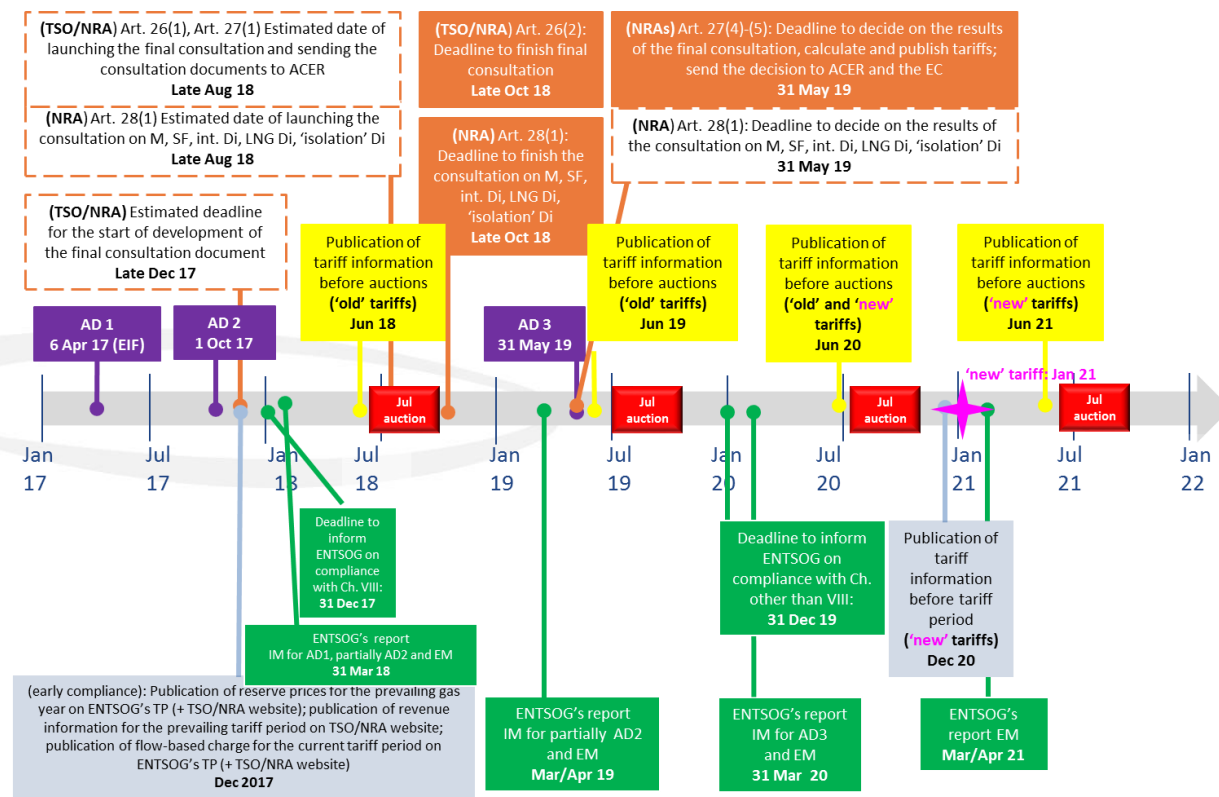 (TSO/NRA) Art. 26(1), Art. 27(1) Estimated date of
launching the final consultation and sending the
consultation documents to ACER
Late Aug 18
(NRA) Art. 28(1) Estimated date of launching the
consultation on M, SF, int. Di, LNG Di, ‘isolation’ Di
Late Aug 18
(TSO/NRA) Art. 26(2):
Deadline to finish final
consultation
Late Oct 18
(NRA) Art. 28(1):
Deadline to finish the
consultation on M, SF,
int. Di, LNG Di,
‘isolation’ Di
Late Oct 18
(NRAs) Art. 27(4)-(5): Deadline to decide on the results
of the final consultation, calculate and publish tariffs;
send the decision to ACER and the EC
31 May 19
(NRA) Art. 28(1): Deadline to decide on the results of
the consultation on M, SF, int. Di, LNG Di, ‘isolation’ Di
31 May 19
(TSO/NRA) Estimated deadline
for the start of development of
the final consultation document
Late Dec 17
Publication of
tariff information
before auctions
(‘old’ tariffs)
Jun 18
Publication of
tariff information
before auctions
(‘old’ tariffs)
Jun 19
Publication of
tariff information
before auctions
(‘old’ and ‘new’
tariffs)
Jun 20
Publication of
tariff information
before auctions
(‘new’ tariffs)
Jun 21
AD 1
6 Apr 17 (EIF)
AD 2
1 Oct 17
AD 3
31 May 19
‘new’ tariff: Jan 21
Jul
auction
Jul
auction
Jul
auction
Jul
auction
Jan
17
Jul
17
Jan
18
Jul
18
Jan
19
Jul
19
Jan
20
Jul
20
Jan
21
Jul
21
Jan
22
Deadline to
inform
ENTSOG on
compliance
with Ch. VIII:
31 Dec 17
ENTSOG’s report
IM for AD1, partially AD2 and EM
31 Mar 18
(early compliance): Publication of reserve prices for the prevailing gas
year on ENTSOG’s TP (+ TSO/NRA website); publication of revenue
information for the prevailing tariff period on TSO/NRA website;
publication of flow-based charge for the current tariff period on
ENTSOG’s TP (+ TSO/NRA website)
Dec 2017
ENTSOG’s report
IM for partially AD2
and EM
Mar/Apr 19
Deadline to inform
ENTSOG on
compliance with Ch.
other than VIII:
31 Dec 19
ENTSOG’s report
IM for AD3 and
EM
31 Mar 20
Publication of
tariff
information
before tariff
period
(‘new’ tariffs)
Dec 20
ENTSOG’s
report EM
Mar/Apr 21